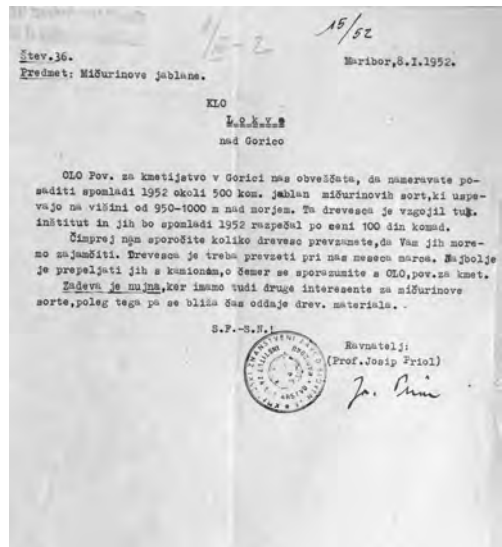 15/52
Štev.36.
Maribor,8.I.1952.
Predmet: Mičurinove jablane.
KLO
Lokve
nad Gorico
OLO Pov. za kmetijstvo v Gorici nas obveščata, da nameravate po-
saditi spomladi 1952 okoli 500 kom. jablan mičurinovih sort,ki uspe-
vajo na višini od 950-1000 m nad morjem. Ta drevesca je vzgojil tuk.
inštitut in jih bo spomladi 1952 razpečal po ceni 100 din komad.
Čimprej nam sporočite koliko drevesc prevzamete,da Vam jih more-
mo zajamčiti. Drevesca je treba prevzeti pri nas meseca marca. Najbolje
je prepeljati jih s kamionom,o čemer se sporazumite s OLO,pov.za kmet.
Zadeva je nujna,ker imamo tudi druge interesente za mičurinove
sorte,poleg tega pa se bliža čas oddaje drev. materiala.
S.F.-S.N.!
Ravnatelj:
(Prof.Josip Priol)